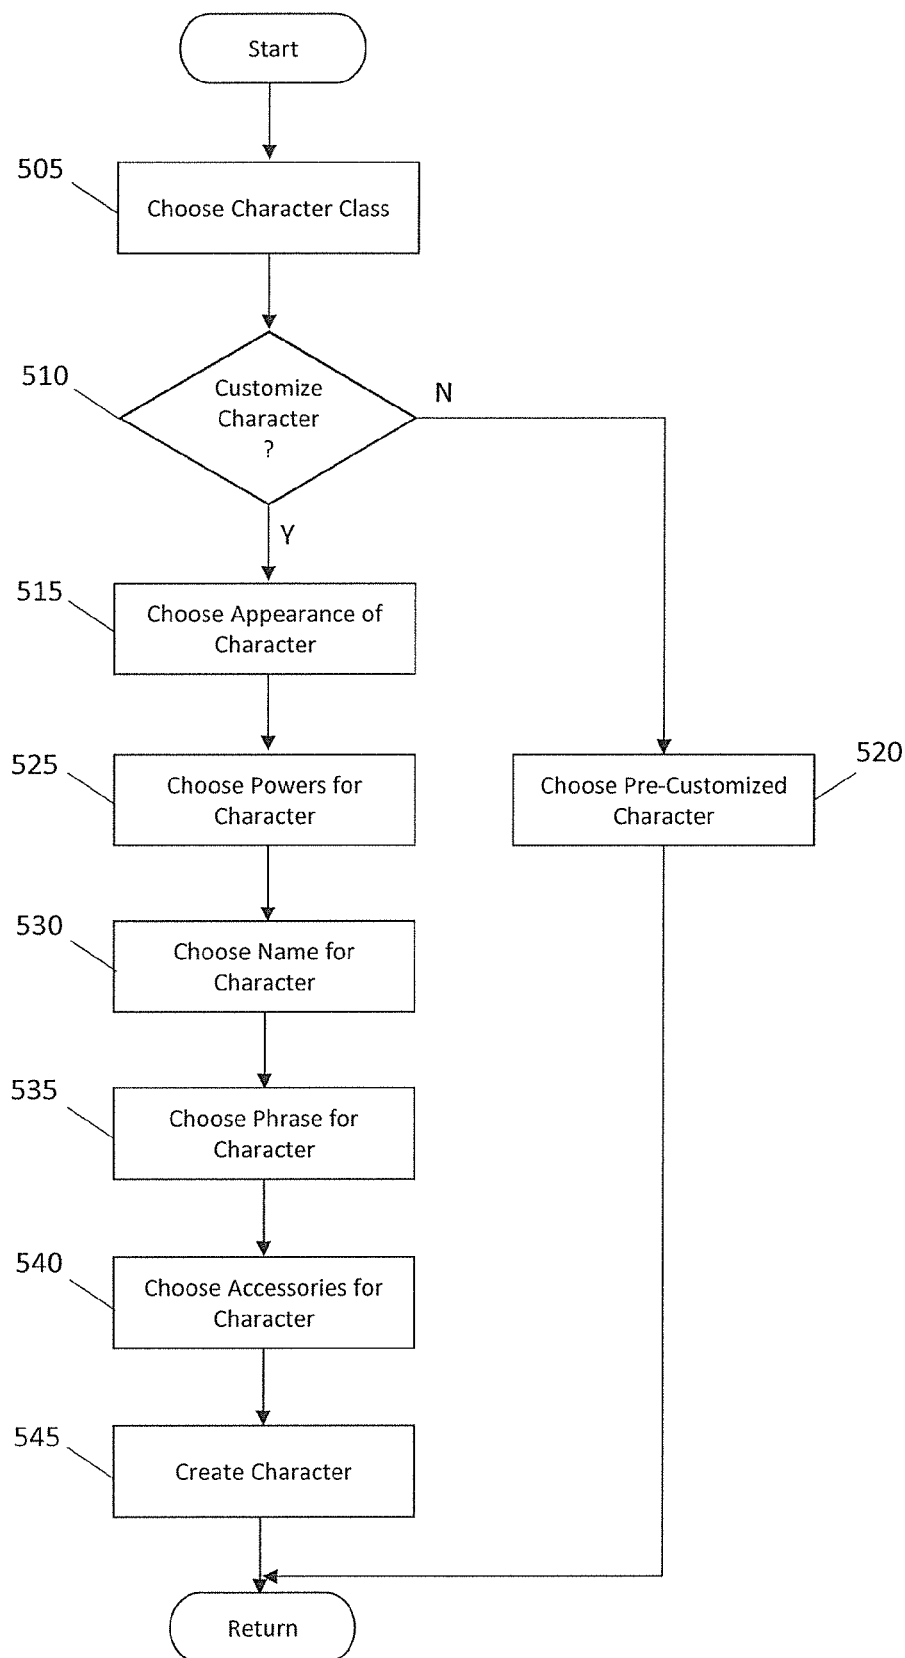 Start
505
Choose Character Class
510
Customize
Character
?
N
Y
515
Choose Appearance of
Character
525
Choose Powers for
Character
520
Choose Pre-Customized
Character
530
Choose Name for
Character
535
Choose Phrase for
Character
540
Choose Accessories for
Character
545
Create Character
Return